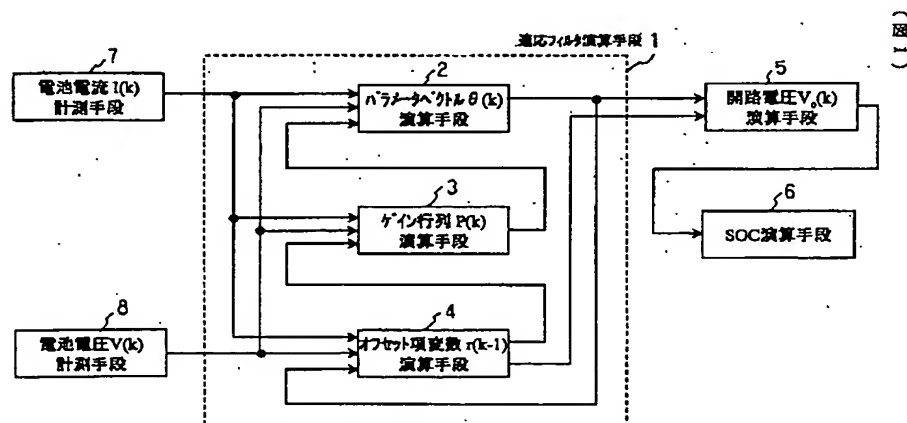 (図 1)
適応フィルタ演算手段 1
7
電池電流 I(k)
計測手段
2
パラメータベクトル θ(k)
演算手段
5
開路電圧V₀(k)
演算手段
3
ゲイン行列 P(k)
演算手段
6
SOC演算手段
8
電池電圧V(k)
計測手段
4
オフセット項変数 r(k-1)
演算手段